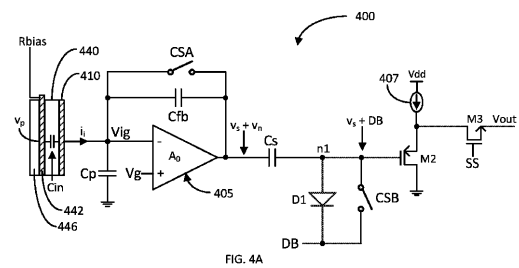 400
Rbias
440
410
CSA
Cfb
407
Vdd
vp
ii
Vig
vs + vn
Cs
n1
vs + DB
M3
Vout
SS
M2
A0
Cp
Vg
-
+
405
Cin
442
446
D1
CSB
DB
FIG. 4A